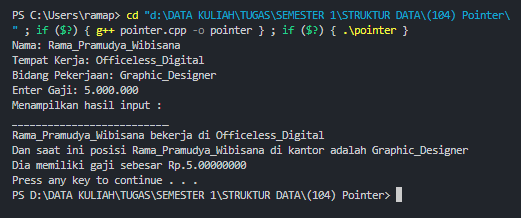 PS C:\Users\ramap> cd "d:\DATA KULIAH\TUGAS\SEMESTER 1\STRUKTUR DATA\(104) Pointer\
" ; if ($?) { g++ pointer.cpp -o pointer } ; if ($?) { .\pointer }
Nama: Rama_Pramudya_Wibisana
Tempat Kerja: Officeless_Digital
Bidang Pekerjaan: Graphic_Designer
Enter Gaji: 5.000.000
Menampilkan hasil input :
___________________________
Rama_Pramudya_Wibisana bekerja di Officeless_Digital
Dan saat ini posisi Rama_Pramudya_Wibisana di kantor adalah Graphic_Designer
Dia memiliki gaji sebesar Rp.5.00000000
Press any key to continue . . .
PS D:\DATA KULIAH\TUGAS\SEMESTER 1\STRUKTUR DATA\(104) Pointer>